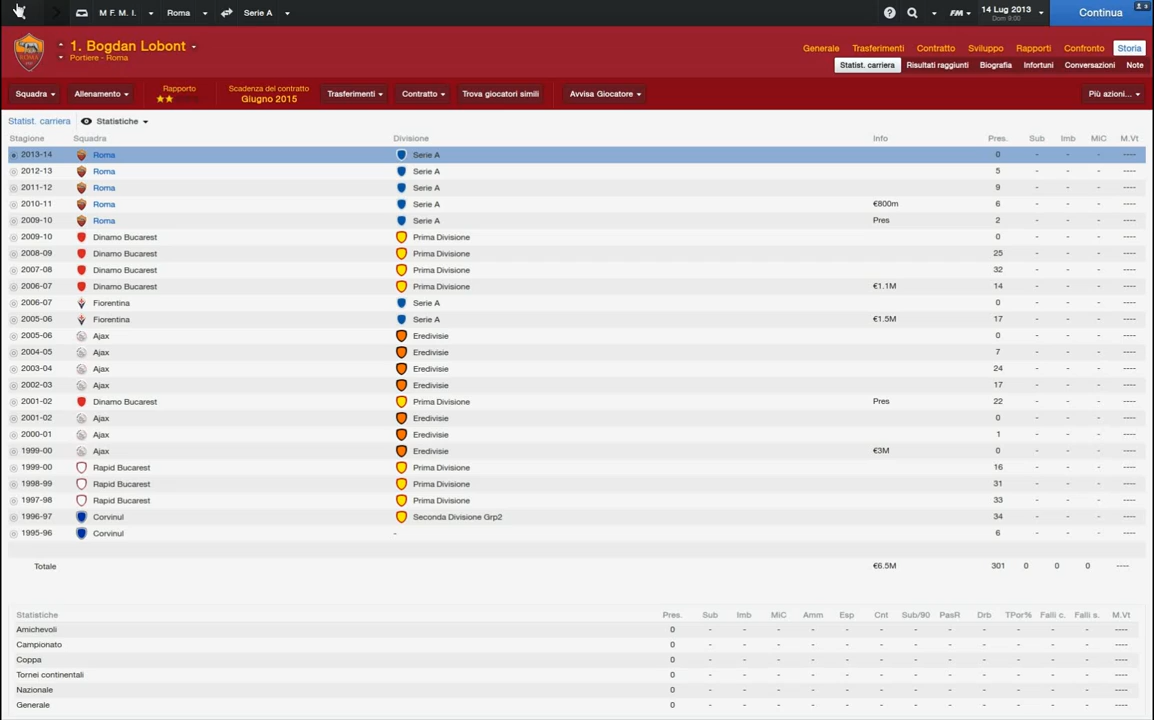 M F. M. I. Roma Serie A ? FM 14 Lug 2013 Dom 9:00 Continua 3
1. Bogdan Lobont
Portiere - Roma
Generale Trasferimenti Contratto Sviluppo Rapporti Confronto Storia
Statist. carriera Risultati raggiunti Biografia Infortuni Conversazioni Note
Squadra Allenamento Rapporto Scadenza del contratto Giugno 2015 Trasferimenti Contratto Trova giocatori simili Avvisa Giocatore Più azioni...
Statist. carriera Statistiche
Stagione Squadra Divisione Info Pres. Sub Imb MiC M.Vt
2013-14 Roma Serie A 0 - - - ----
2012-13 Roma Serie A 5 - - - ----
2011-12 Roma Serie A 9 - - - ----
2010-11 Roma Serie A €800m 6 - - - ----
2009-10 Roma Serie A Pres 2 - - - ----
2009-10 Dinamo Bucarest Prima Divisione 0 - - - ----
2008-09 Dinamo Bucarest Prima Divisione 25 - - - ----
2007-08 Dinamo Bucarest Prima Divisione 32 - - - ----
2006-07 Dinamo Bucarest Prima Divisione €1.1M 14 - - - ----
2006-07 Fiorentina Serie A 0 - - - ----
2005-06 Fiorentina Serie A €1.5M 17 - - - ----
2005-06 Ajax Eredivisie 0 - - - ----
2004-05 Ajax Eredivisie 7 - - - ----
2003-04 Ajax Eredivisie 24 - - - ----
2002-03 Ajax Eredivisie 17 - - - ----
2001-02 Dinamo Bucarest Prima Divisione Pres 22 - - - ----
2001-02 Ajax Eredivisie 0 - - - ----
2000-01 Ajax Eredivisie 1 - - - ----
1999-00 Ajax Eredivisie €3M 0 - - - ----
1999-00 Rapid Bucarest Prima Divisione 16 - - - ----
1998-99 Rapid Bucarest Prima Divisione 31 - - - ----
1997-98 Rapid Bucarest Prima Divisione 33 - - - ----
1996-97 Corvinul Seconda Divisione Grp2 34 - - - ----
1995-96 Corvinul - 6 - - - ----
Totale €6.5M 301 0 0 0 ----
Statistiche Pres. Sub Imb MiC Amm Esp Cnt Sub/90 PasR Drb TPor% Falli c. Falli s. M.Vt
Amichevoli 0 - - - - - - - - - - - - ----
Campionato 0 - - - - - - - - - - - - ----
Coppa 0 - - - - - - - - - - - - ----
Tornei continentali 0 - - - - - - - - - - - - ----
Nazionale 0 - - - - - - - - - - - - ----
Generale 0 - - - - - - - - - - - - ----